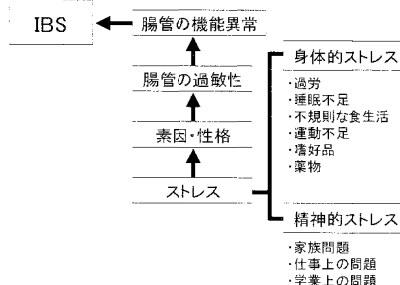 IBS
腸管の機能異常
腸管の過敏性
素因・性格
ストレス
身体的ストレス
・過労
・睡眠不足
・不規則な食生活
・運動不足
・嗜好品
・薬物
精神的ストレス
・家族問題
・仕事上の問題
・学業上の問題